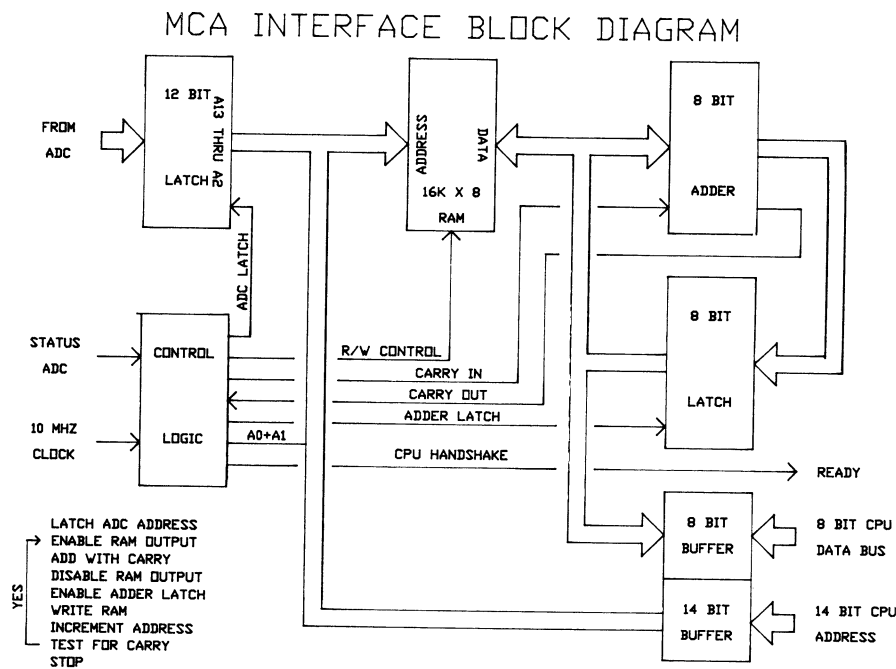 MCA INTERFACE BLOCK DIAGRAM
12 BIT
LATCH
A13 THRU A2
FROM
ADC
ADDRESS
DATA
16K X 8
RAM
8 BIT
ADDER
ADC LATCH
STATUS
ADC
10 MHZ
CLOCK
CONTROL
LOGIC
R/W CONTROL
CARRY IN
CARRY OUT
ADDER LATCH
A0+A1
CPU HANDSHAKE
READY
8 BIT
LATCH
8 BIT
BUFFER
8 BIT CPU
DATA BUS
14 BIT
BUFFER
14 BIT CPU
ADDRESS
YES
LATCH ADC ADDRESS
ENABLE RAM OUTPUT
ADD WITH CARRY
DISABLE RAM OUTPUT
ENABLE ADDER LATCH
WRITE RAM
INCREMENT ADDRESS
TEST FOR CARRY
STOP